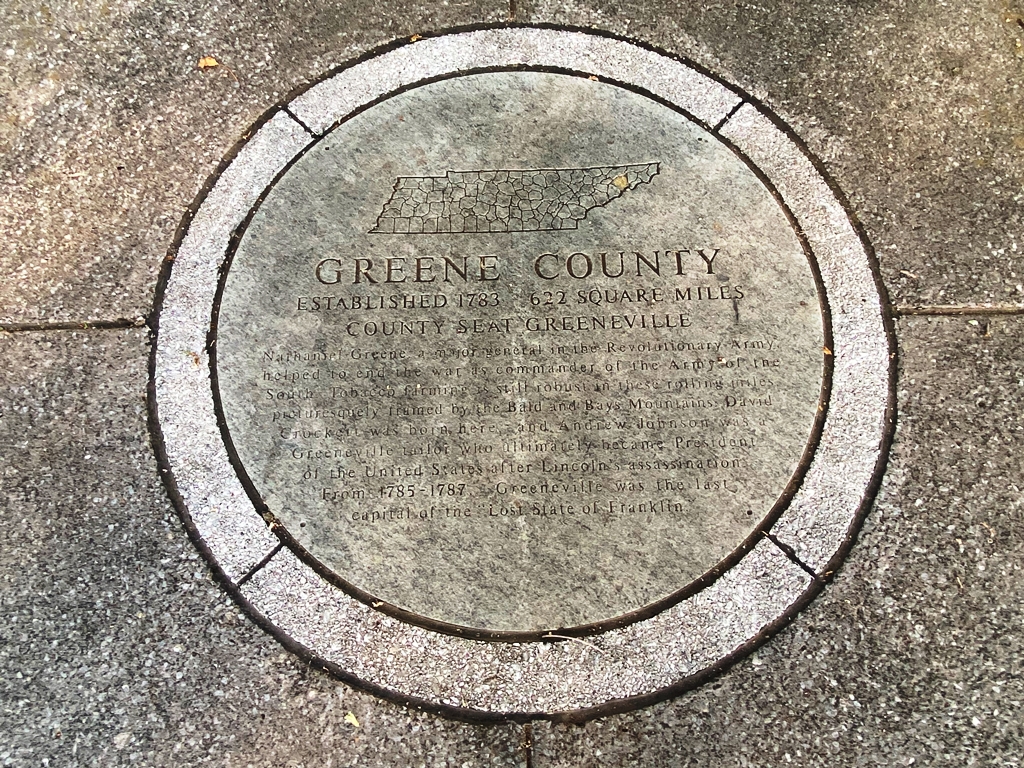 GREENE COUNTY
ESTABLISHED 1783 622 SQUARE MILES
COUNTY SEAT GREENEVILLE
Nathaniel Greene, a major general in the Revolutionary Army,
helped to end the war as commander of the Army of the
South. Tobacco farming is still robust in these rolling
picturesquely framed by the Bald and Bays Mountains. David
Crockett was born here, and Andrew Johnson was a
Greeneville tailor who ultimately became President
of the United States after Lincoln's assassination.
From 1785-1787, Greeneville was the last
capital of the "Lost State of Franklin."